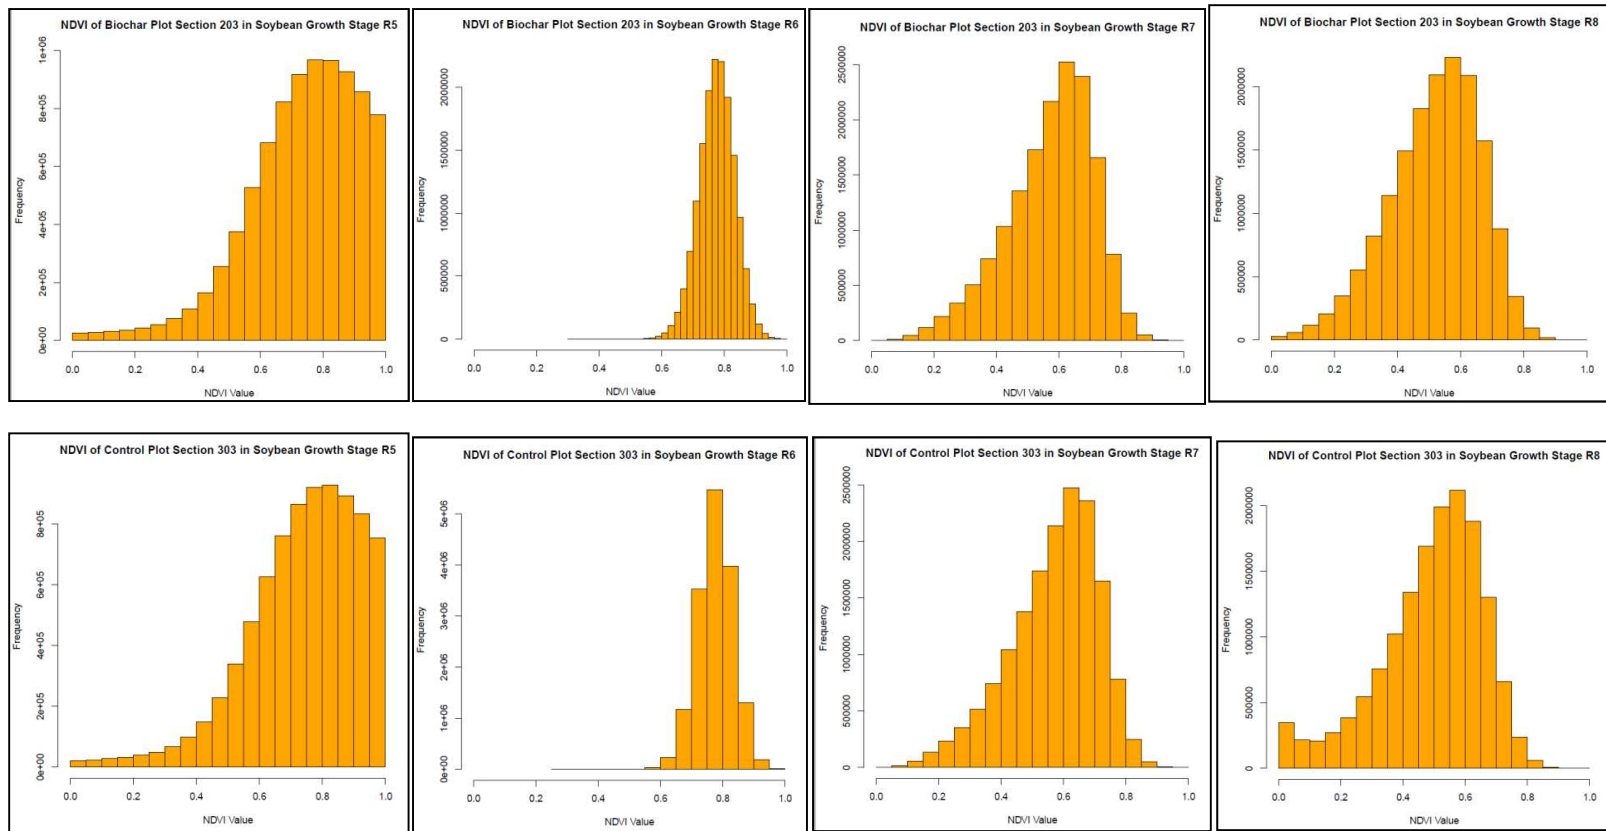 NDVI of Biochar Plot Section 203 in Soybean Growth Stage R5
Frequency
0e+00 2e+05 4e+05 6e+05 8e+05 1e+06
0.0 0.2 0.4 0.6 0.8 1.0
NDVI Value
NDVI of Biochar Plot Section 203 in Soybean Growth Stage R6
Frequency
0 500000 1000000 1500000 2000000
0.0 0.2 0.4 0.6 0.8 1.0
NDVI Value
NDVI of Biochar Plot Section 203 in Soybean Growth Stage R7
Frequency
0 500000 1000000 1500000 2000000 2500000
0.0 0.2 0.4 0.6 0.8 1.0
NDVI Value
NDVI of Biochar Plot Section 203 in Soybean Growth Stage R8
Frequency
0 500000 1000000 1500000 2000000
0.0 0.2 0.4 0.6 0.8 1.0
NDVI Value
NDVI of Control Plot Section 303 in Soybean Growth Stage R5
Frequency
0e+00 2e+05 4e+05 6e+05 8e+05
0.0 0.2 0.4 0.6 0.8 1.0
NDVI Value
NDVI of Control Plot Section 303 in Soybean Growth Stage R6
Frequency
0e+00 1e+06 2e+06 3e+06 4e+06 5e+06
0.0 0.2 0.4 0.6 0.8 1.0
NDVI Value
NDVI of Control Plot Section 303 in Soybean Growth Stage R7
Frequency
0 500000 1000000 1500000 2000000 2500000
0.0 0.2 0.4 0.6 0.8 1.0
NDVI Value
NDVI of Control Plot Section 303 in Soybean Growth Stage R8
Frequency
0 500000 1000000 1500000 2000000
0.0 0.2 0.4 0.6 0.8 1.0
NDVI Value